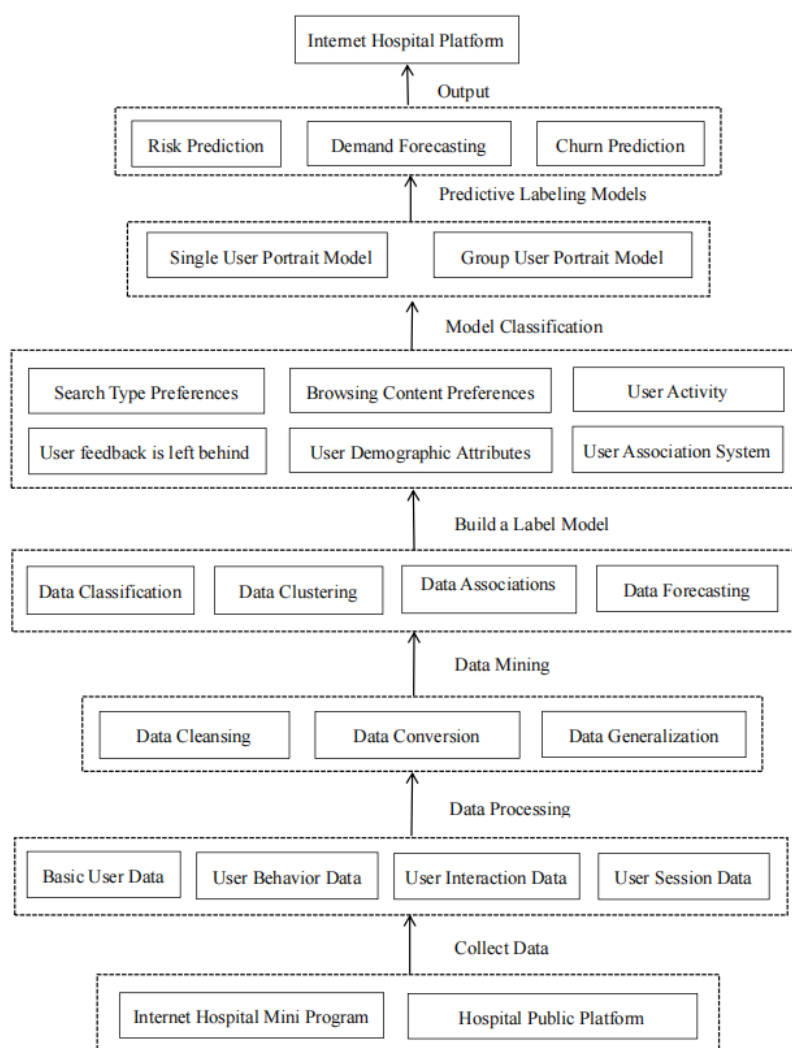 Internet Hospital Platform
Output
Risk Prediction
Demand Forecasting
Churn Prediction
Predictive Labeling Models
Single User Portrait Model
Group User Portrait Model
Model Classification
Search Type Preferences
Browsing Content Preferences
User Activity
User feedback is left behind
User Demographic Attributes
User Association System
Build a Label Model
Data Classification
Data Clustering
Data Associations
Data Forecasting
Data Mining
Data Cleansing
Data Conversion
Data Generalization
Data Processing
Basic User Data
User Behavior Data
User Interaction Data
User Session Data
Collect Data
Internet Hospital Mini Program
Hospital Public Platform